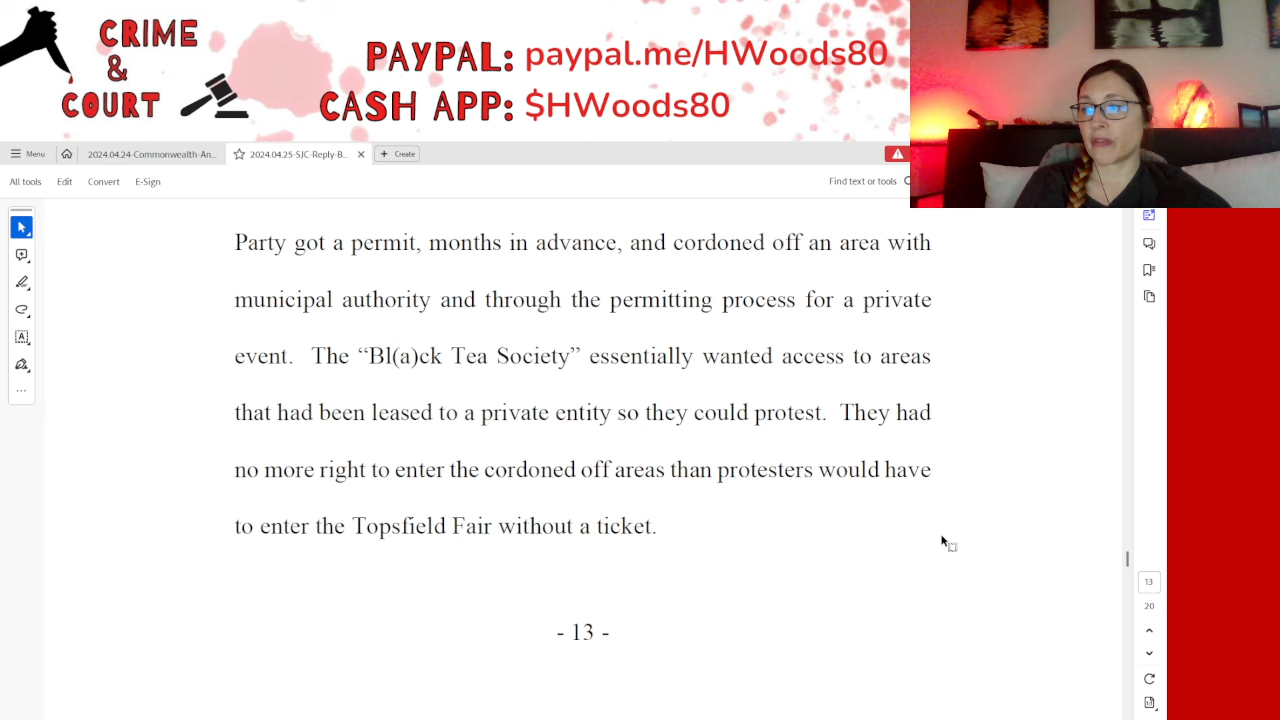 CRIME
&
COURT
PAYPAL: paypal.me/HWoods80
CASH APP: $HWoods80
Menu
2024.04.24-Commonwealth-An...
2024.04.25-SJC-Reply-B...
+ Create
All tools Edit Convert E-Sign
Find text or tools
Party got a permit, months in advance, and cordoned off an area with
municipal authority and through the permitting process for a private
event. The “Bl(a)ck Tea Society” essentially wanted access to areas
that had been leased to a private entity so they could protest. They had
no more right to enter the cordoned off areas than protesters would have
to enter the Topsfield Fair without a ticket.
- 13 -
13
20